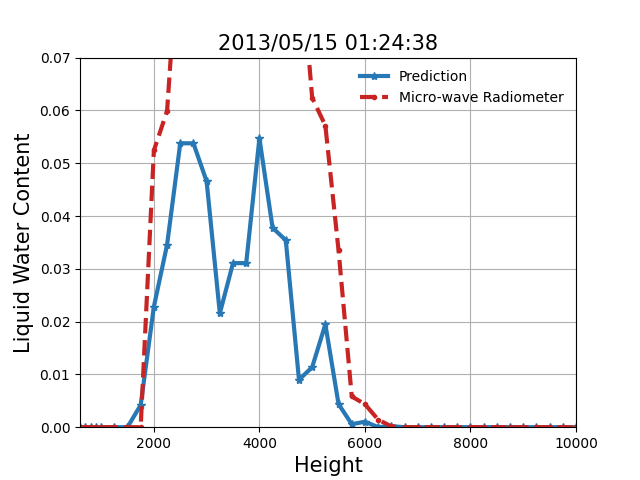 2013/05/15 01:24:38
0.07
0.06
0.05
0.04
0.03
0.02
0.01
0.00
Liquid Water Content
Prediction
Micro-wave Radiometer
2000 4000 6000 8000 10000
Height